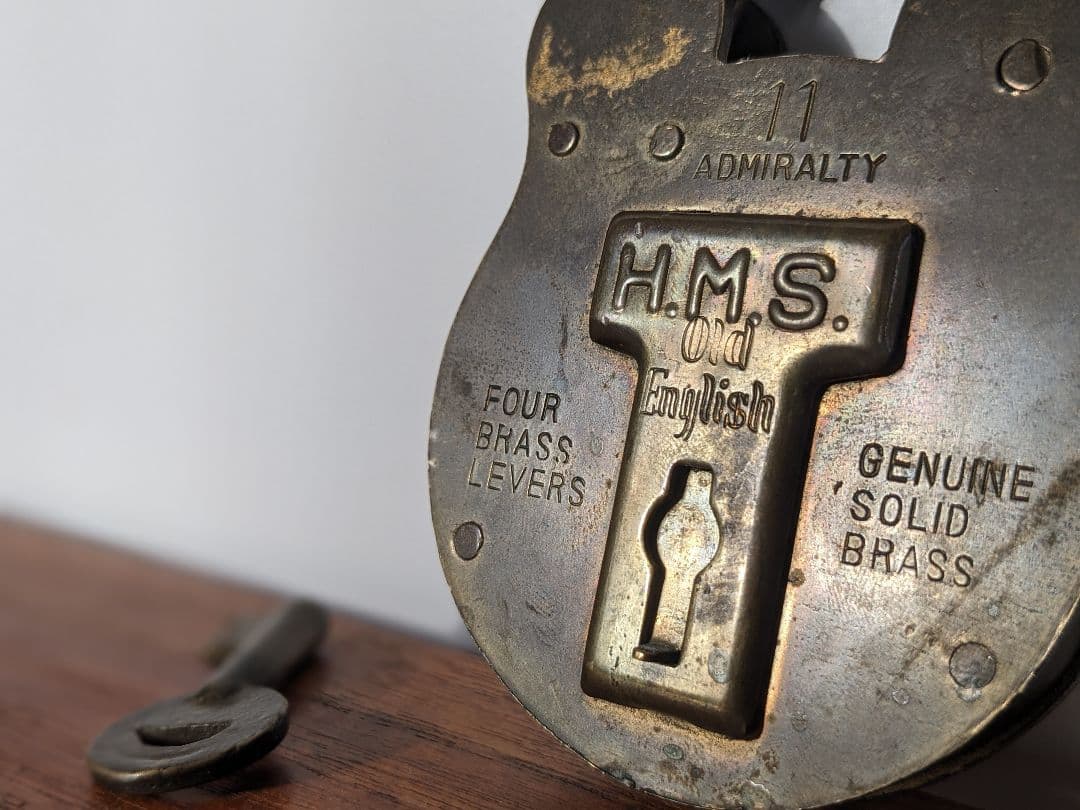 11
ADMIRALTY
H.M.S.
Old
English
FOUR
BRASS
LEVERS
GENUINE
SOLID
BRASS